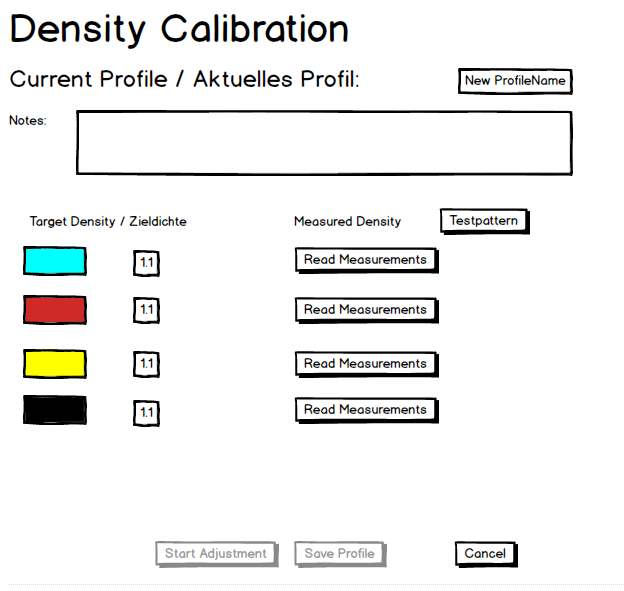 Density Calibration
Current Profile / Aktuelles Profil: New ProfileName
Notes:
Target Density / Zieldichte Measured Density Testpattern
1.1 Read Measurements
1.1 Read Measurements
1.1 Read Measurements
1.1 Read Measurements
Start Adjustment Save Profile Cancel